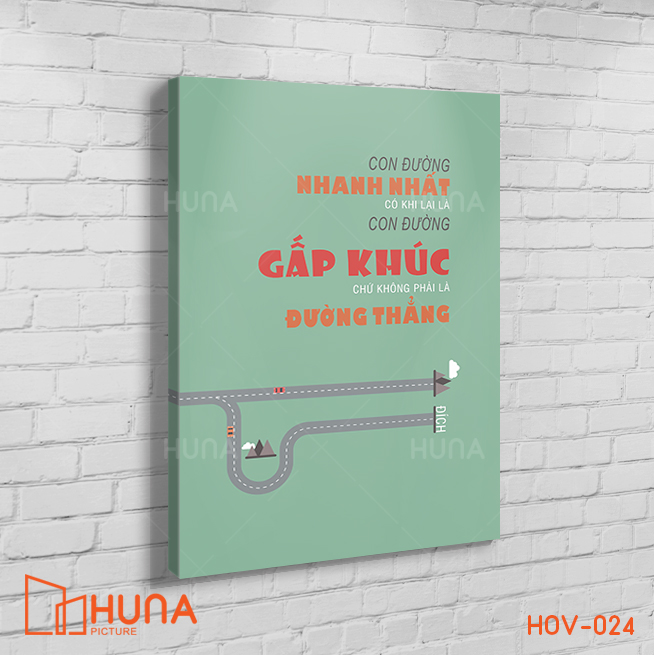 CON ĐƯỜNG
NHANH NHẤT
CÓ KHI LẠI LÀ
CON ĐƯỜNG
GẤP KHÚC
CHỨ KHÔNG PHẢI LÀ
ĐƯỜNG THẲNG
ĐÍCH
HUNA
HUNA
HUNA
HUNA
HUNA
HUNA
PICTURE
HOV-024